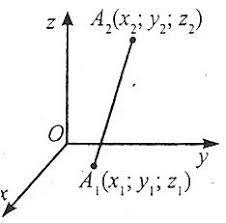 z A₂(x₂; y₂; z₂)
O
y
x A₁(x₁; y₁; z₁)